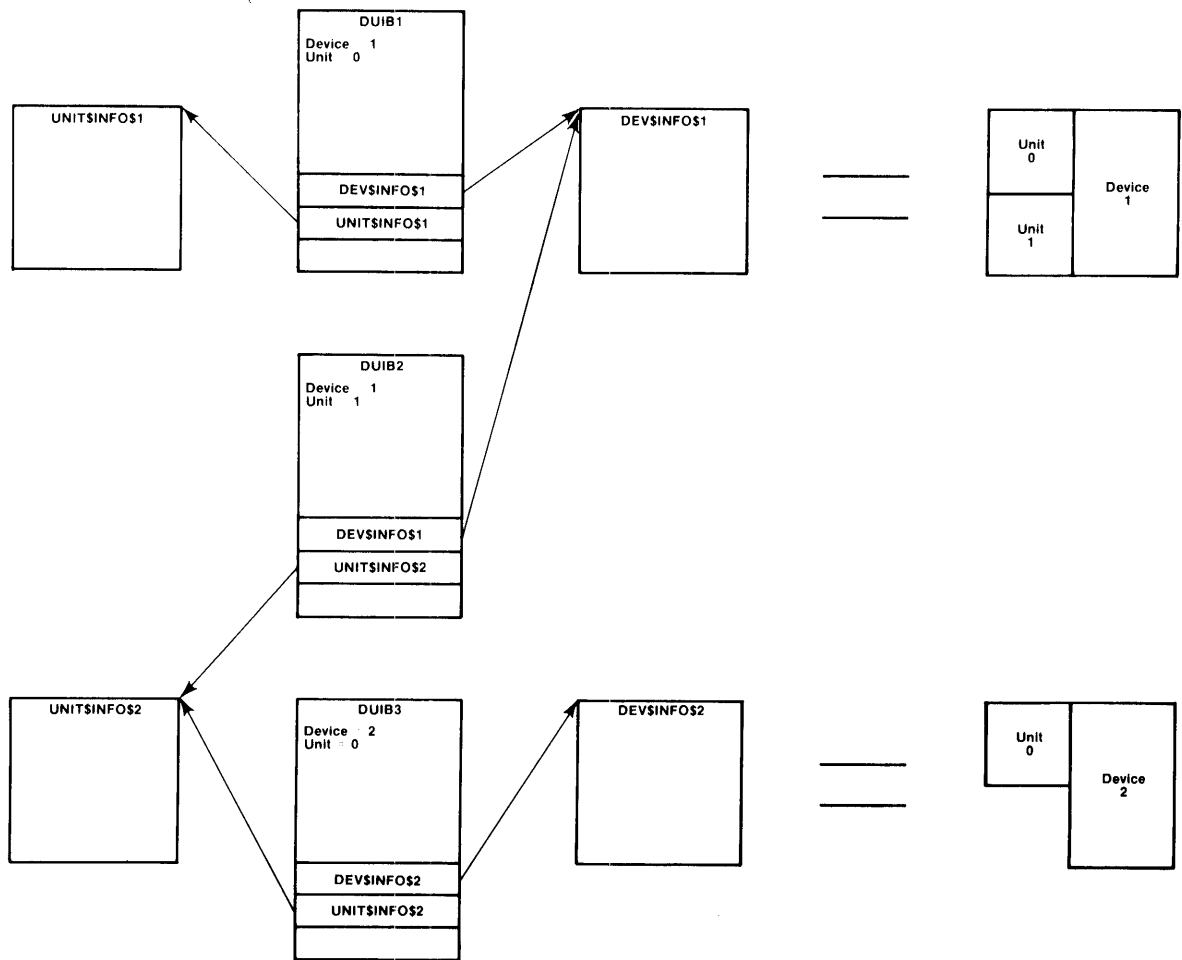 DUIB1
Device 1
Unit 0
UNIT$INFO$1
DEV$INFO$1
DEV$INFO$1
UNIT$INFO$1
Unit
0
Unit
1
Device
1
DUIB2
Device 1
Unit 1
DEV$INFO$1
UNIT$INFO$2
UNIT$INFO$2
DUIB3
Device = 2
Unit = 0
DEV$INFO$2
DEV$INFO$2
UNIT$INFO$2
Unit
0
Device
2